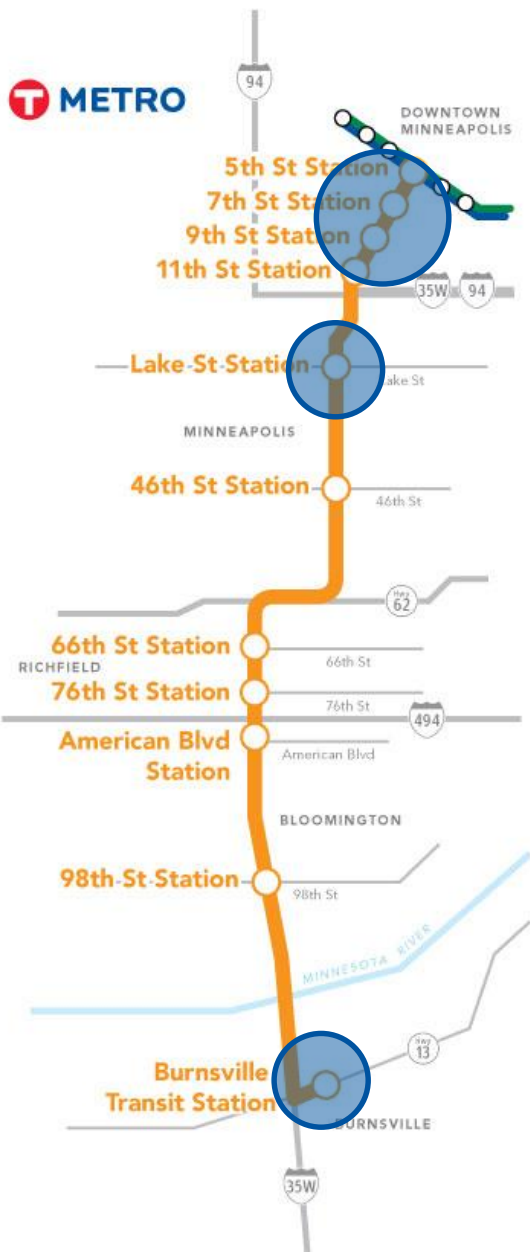 T METRO
94
DOWNTOWN
MINNEAPOLIS
5th St Station
7th St Station
9th St Station
11th St Station
35W
94
Lake St Station
Lake St
MINNEAPOLIS
46th St Station
46th St
Hwy
62
66th St Station
66th St
RICHFIELD
76th St Station
76th St
494
American Blvd
Station
American Blvd
BLOOMINGTON
98th St Station
98th St
MINNESOTA RIVER
Hwy
13
Burnsville
Transit Station
BURNSVILLE
35W